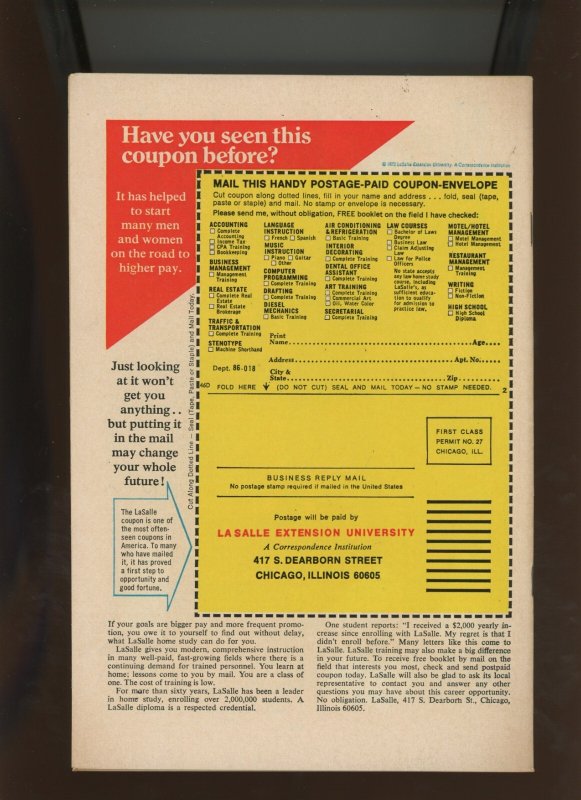 Have you seen this
coupon before?
© 1973 LaSalle Extension University. A Correspondence Institution
It has helped
to start
many men
and women
on the road to
higher pay.
Just looking
at it won't
get you
anything . .
but putting it
in the mail
may change
your whole
future!
The LaSalle
coupon is one of
the most often-
seen coupons in
America. To many
who have mailed
it, it has proved
a first step to
opportunity and
good fortune.
Cut Along Dotted Line — Seal (Tape, Paste or Staple) and Mail Today.
MAIL THIS HANDY POSTAGE-PAID COUPON-ENVELOPE
Cut coupon along dotted lines, fill in your name and address . . . fold, seal (tape,
paste or staple) and mail. No stamp or envelope is necessary.
Please send me, without obligation, FREE booklet on the field I have checked:
ACCOUNTING
Complete
Accounting
Income Tax
CPA Training
Bookkeeping
BUSINESS
MANAGEMENT
Management
Training
REAL ESTATE
Complete Real
Estate
Real Estate
Brokerage
TRAFFIC &
TRANSPORTATION
Complete Training
STENOTYPE
Machine Shorthand
LANGUAGE
INSTRUCTION
French Spanish
MUSIC
INSTRUCTION
Piano Guitar
Other
COMPUTER
PROGRAMMING
Complete Training
DRAFTING
Complete Training
DIESEL
MECHANICS
Basic Training
AIR CONDITIONING
& REFRIGERATION
Basic Training
INTERIOR
DECORATING
Complete Training
DENTAL OFFICE
ASSISTANT
Complete Training
ART TRAINING
Complete Training
Commercial Art
Oil, Water Color
SECRETARIAL
Complete Training
LAW COURSES
Bachelor of Laws
Degree
Business Law
Claim Adjusting
Law
Law for Police
Officers
No state accepts
any law home study
course, including
LaSalle's, as
sufficient educa-
tion to qualify
for admission to
practice law.
MOTEL/HOTEL
MANAGEMENT
Motel Management
Hotel Management
RESTAURANT
MANAGEMENT
Management
Training
WRITING
Fiction
Non-Fiction
HIGH SCHOOL
High School
Diploma
Print
Name Age
Address Apt. No.
Dept. 86-018
City &
State Zip
46D FOLD HERE (DO NOT CUT) SEAL AND MAIL TODAY — NO STAMP NEEDED. 2
FIRST CLASS
PERMIT NO. 27
CHICAGO, ILL.
BUSINESS REPLY MAIL
No postage stamp required if mailed in the United States
Postage will be paid by
LA SALLE EXTENSION UNIVERSITY
A Correspondence Institution
417 S. DEARBORN STREET
CHICAGO, ILLINOIS 60605
If your goals are bigger pay and more frequent promo-
tion, you owe it to yourself to find out without delay,
what LaSalle home study can do for you.
LaSalle gives you modern, comprehensive instruction
in many well-paid, fast-growing fields where there is a
continuing demand for trained personnel. You learn at
home; lessons come to you by mail. You are a class of
one. The cost of training is low.
For more than sixty years, LaSalle has been a leader
in home study, enrolling over 2,000,000 students. A
LaSalle diploma is a respected credential.
One student reports: "I received a $2,000 yearly in-
crease since enrolling with LaSalle. My regret is that I
didn't enroll before." Many letters like this come to
LaSalle. LaSalle training may also make a big difference
in your future. To receive free booklet by mail on the
field that interests you most, check and send postpaid
coupon today. LaSalle will also be glad to ask its local
representative to contact you and answer any other
questions you may have about this career opportunity.
No obligation. LaSalle, 417 S. Dearborn St., Chicago,
Illinois 60605.